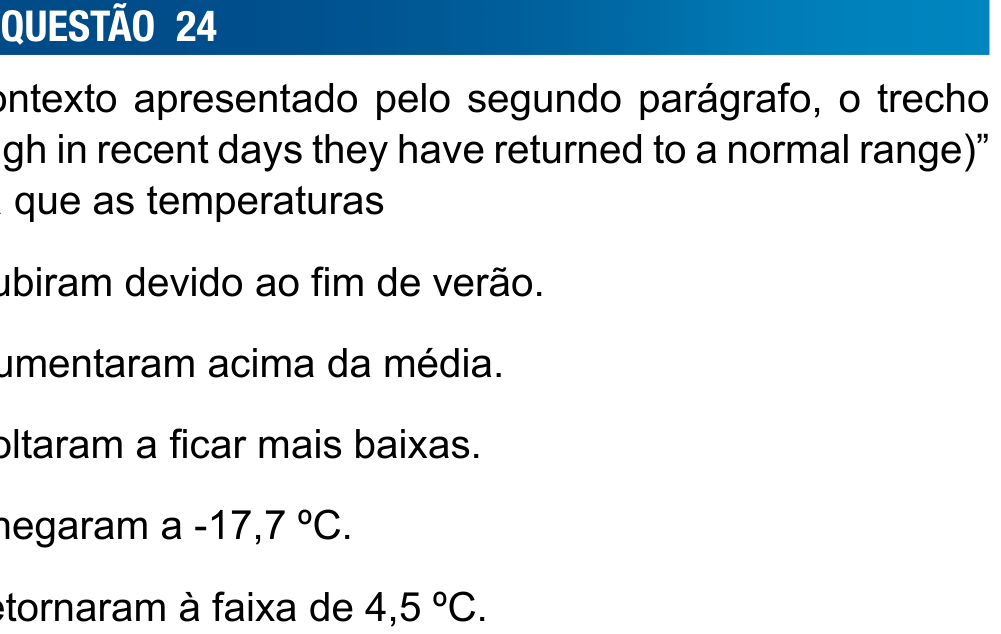 QUESTÃO 24
ontexto apresentado pelo segundo parágrafo, o trecho
gh in recent days they have returned to a normal range)”
que as temperaturas
ubiram devido ao fim de verão.
umentaram acima da média.
oltaram a ficar mais baixas.
hegaram a -17,7 ºC.
etornaram à faixa de 4,5 ºC.